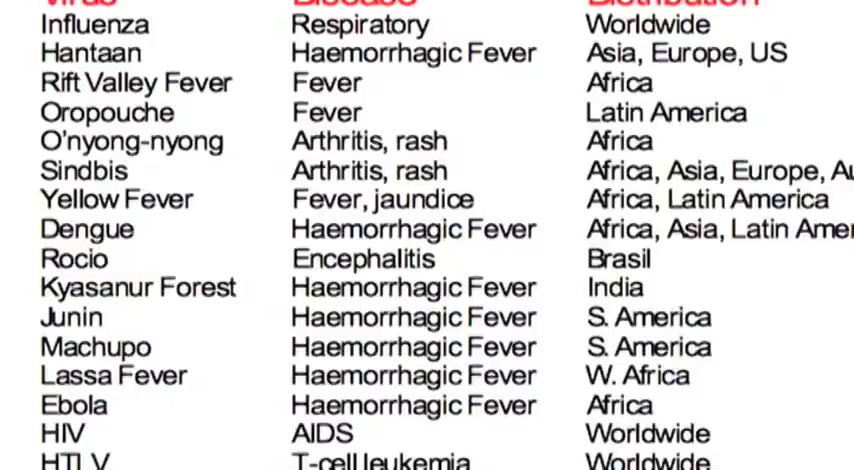 Virus Disease Distribution
Influenza Respiratory Worldwide
Hantaan Haemorrhagic Fever Asia, Europe, US
Rift Valley Fever Fever Africa
Oropouche Fever Latin America
O'nyong-nyong Arthritis, rash Africa
Sindbis Arthritis, rash Africa, Asia, Europe,
Yellow Fever Fever, jaundice Africa, Latin America
Dengue Haemorrhagic Fever Africa, Asia, Latin
Rocio Encephalitis Brasil
Kyasanur Forest Haemorrhagic Fever India
Junin Haemorrhagic Fever S. America
Machupo Haemorrhagic Fever S. America
Lassa Fever Haemorrhagic Fever W. Africa
Ebola Haemorrhagic Fever Africa
HIV AIDS Worldwide
HTLV T-cell leukemia Worldwide